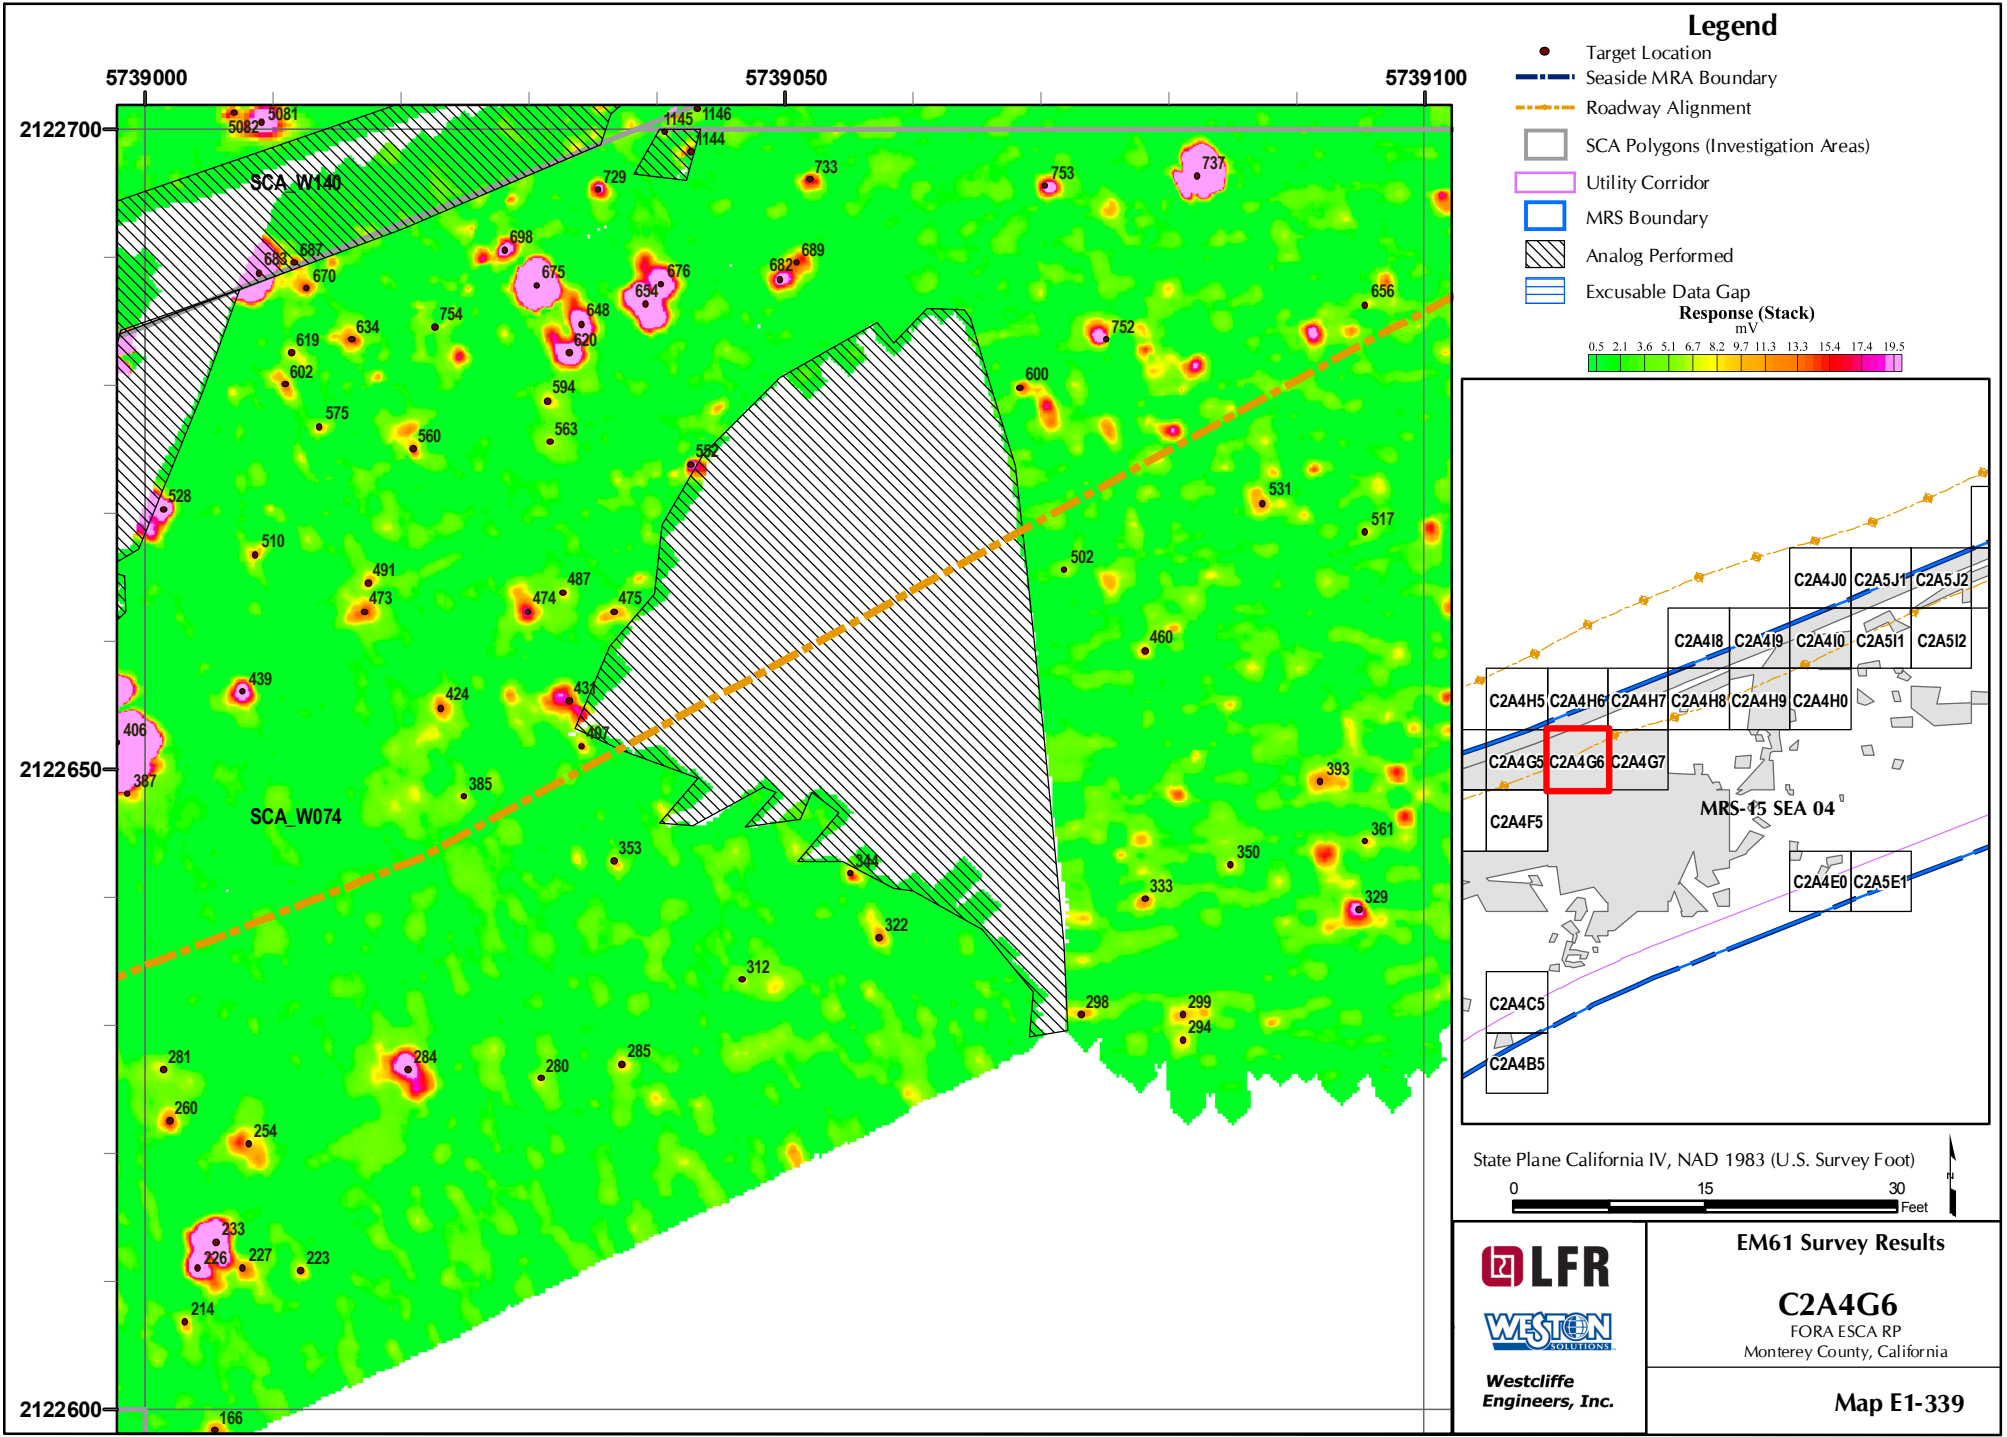 5739000
5739050
5739100
2122700
2122650
2122600
5081
5082
1145
1146
1144
SCA_W140
729
733
753
737
698
689
687
683
682
676
675
670
654
656
648
754
752
634
620
619
602
600
594
575
563
560
552
531
528
517
510
502
491
487
473
474
475
460
439
431
424
406
407
393
387
385
SCA_W074
361
353
350
344
333
329
322
312
298
299
294
281
284
280
285
260
254
233
226
227
223
214
166
Legend
Target Location
Seaside MRA Boundary
Roadway Alignment
SCA Polygons (Investigation Areas)
Utility Corridor
MRS Boundary
Analog Performed
Excusable Data Gap
Response (Stack)
mV
0.5 2.1 3.6 5.1 6.7 8.2 9.7 11.3 13.3 15.4 17.4 19.5
C2A4J0 C2A5J1 C2A5J2
C2A4I8 C2A4I9 C2A4I0 C2A5I1 C2A5I2
C2A4H5 C2A4H6 C2A4H7 C2A4H8 C2A4H9 C2A4H0
C2A4G5 C2A4G6 C2A4G7
MRS-15 SEA 04
C2A4F5
C2A4E0 C2A5E1
C2A4C5
C2A4B5
State Plane California IV, NAD 1983 (U.S. Survey Foot)
0 15 30
Feet
N
LFR
WESTON
SOLUTIONS
Westcliffe
Engineers, Inc.
EM61 Survey Results
C2A4G6
FORA ESCA RP
Monterey County, California
Map E1-339